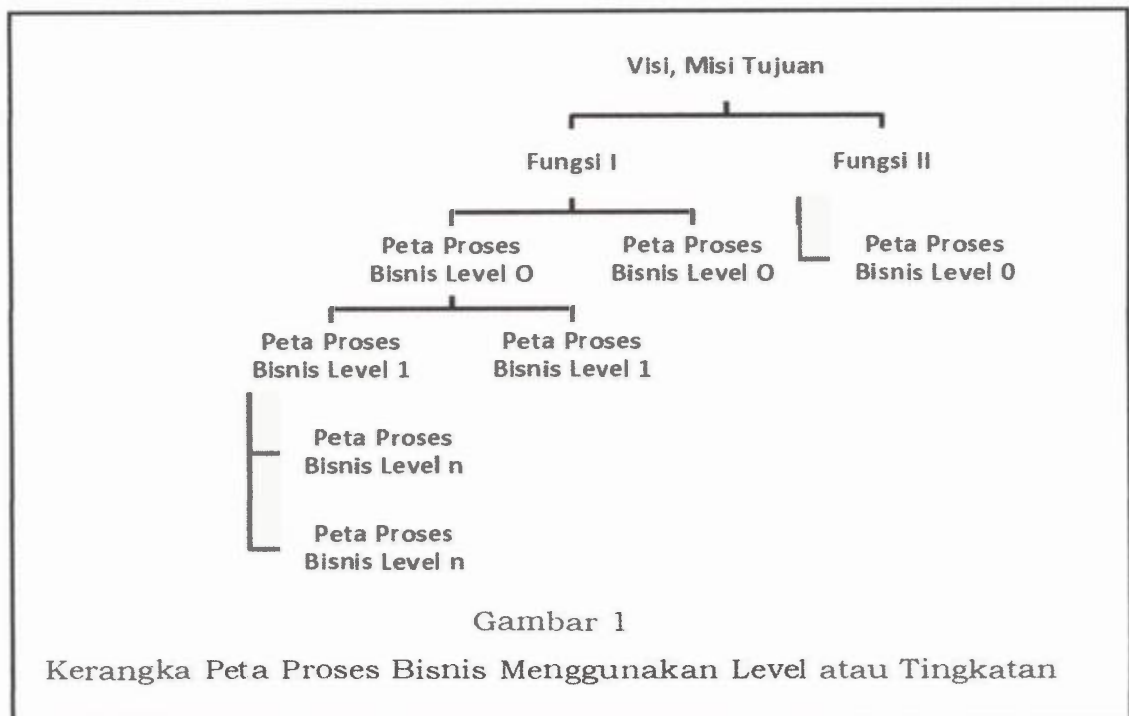 Visi, Misi Tujuan
Fungsi I
Fungsi II
Peta Proses
Bisnis Level O
Peta Proses
Bisnis Level O
Peta Proses
Bisnis Level 0
Peta Proses
Bisnis Level 1
Peta Proses
Bisnis Level 1
Peta Proses
Bisnis Level n
Peta Proses
Bisnis Level n
Gambar 1
Kerangka Peta Proses Bisnis Menggunakan Level atau Tingkatan